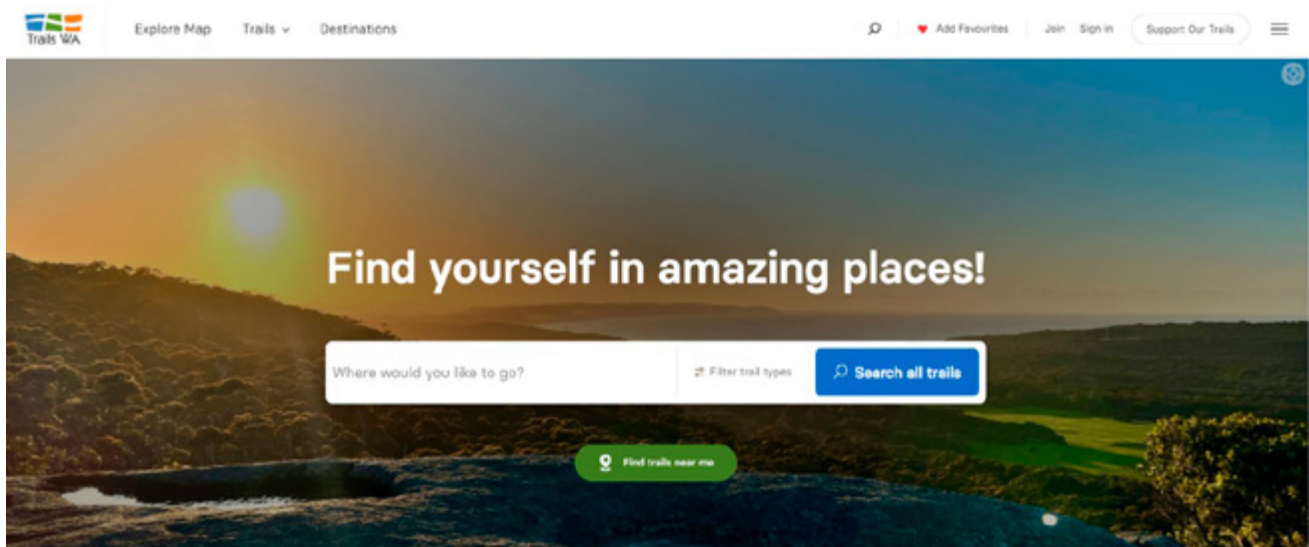 Trails WA
Explore Map
Trails
Destinations
Add Favourites
Join
Sign in
Support Our Trails
Find yourself in amazing places!
Where would you like to go?
Filter trail types
Search all trails
Find trails near me